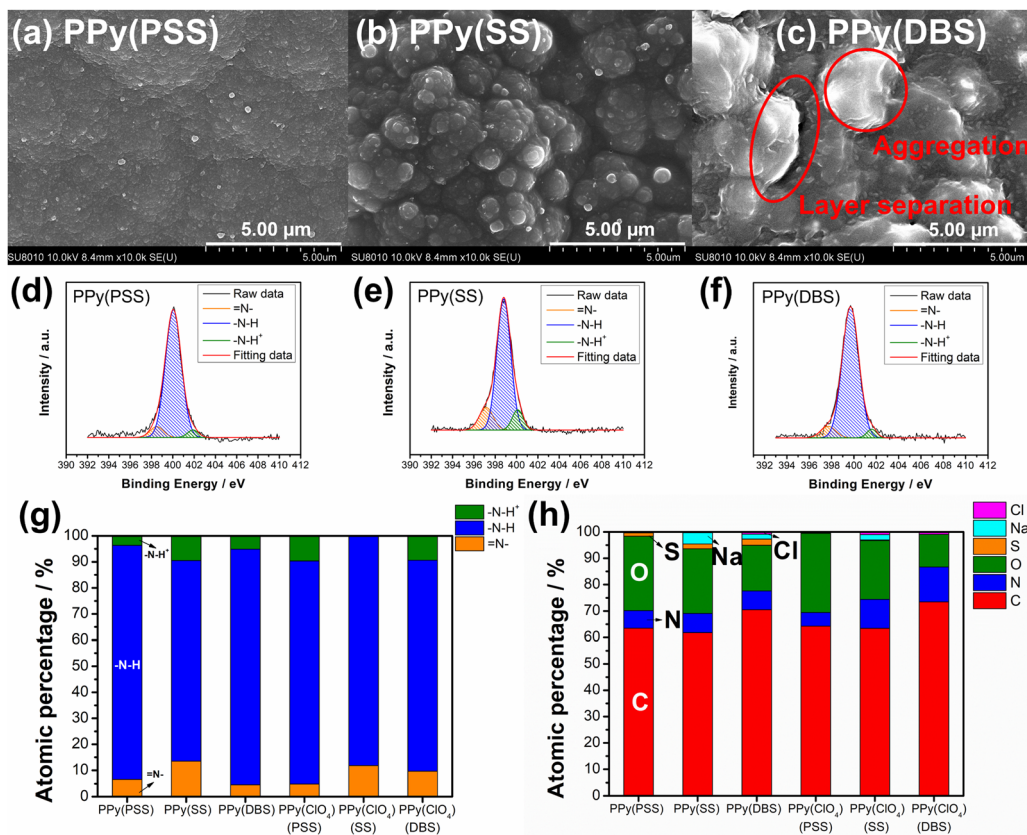 (a) PPy(PSS)
5.00 μm
SU8010 10.0kV 8.4mm x10.0k SE(U)
5.00um
(b) PPy(SS)
5.00 μm
SU8010 10.0kV 8.4mm x10.0k SE(U)
5.00um
(c) PPy(DBS)
Aggregation
Layer separation
5.00 μm
SU8010 10.0kV 8.4mm x10.0k SE(U)
5.00um
(d)
PPy(PSS)
Raw data
=N-
-N-H
-N-H⁺
Fitting data
Intensity / a.u.
390 392 394 396 398 400 402 404 406 408 410 412
Binding Energy / eV
(e)
PPy(SS)
Raw data
=N-
-N-H
-N-H⁺
Fitting data
Intensity / a.u.
390 392 394 396 398 400 402 404 406 408 410 412
Binding Energy / eV
(f)
PPy(DBS)
Raw data
=N-
-N-H
-N-H⁺
Fitting data
Intensity / a.u.
392 394 396 398 400 402 404 406 408 410 412
Binding Energy / eV
(g)
-N-H⁺
-N-H
=N-
Atomic percentage / %
100
90
80
70
60
50
40
30
20
10
0
-N-H⁺
-N-H
=N-
PPy(PSS) PPy(SS) PPy(DBS) PPy(ClO₄) PPy(ClO₄) PPy(ClO₄)
(PSS) (SS) (DBS)
(h)
Cl
Na
S
O
N
C
Atomic percentage / %
100
90
80
70
60
50
40
30
20
10
0
S
Na
Cl
O
N
C
PPy(PSS) PPy(SS) PPy(DBS) PPy(ClO₄) PPy(ClO₄) PPy(ClO₄)
(PSS) (SS) (DBS)